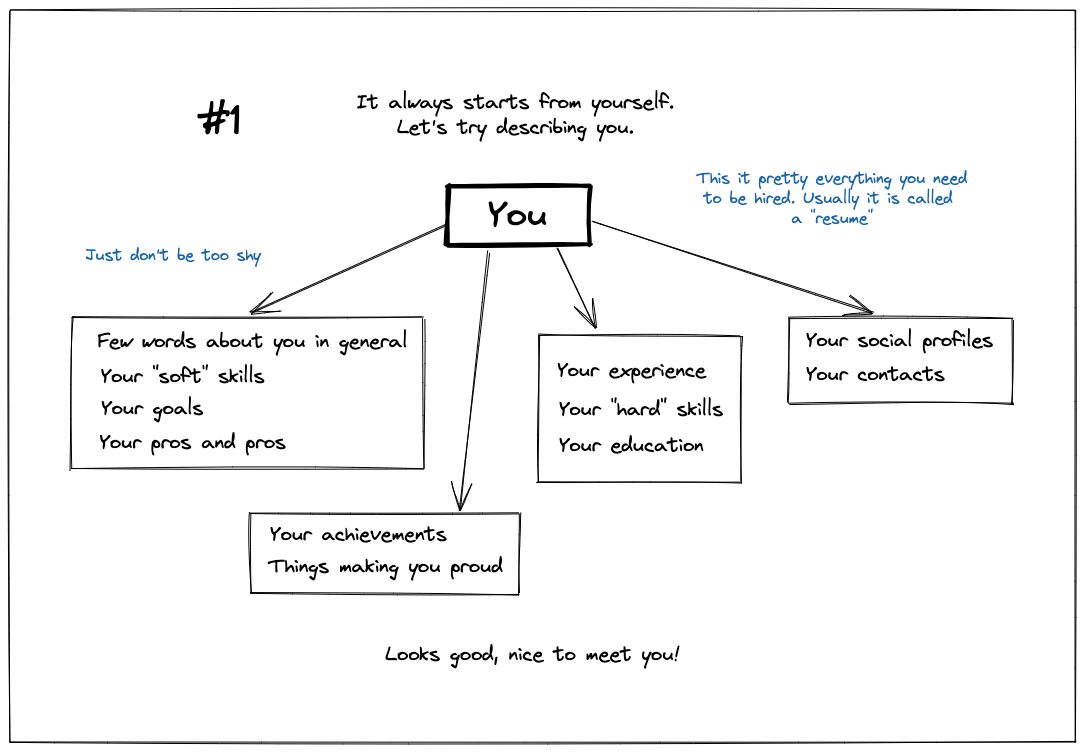 #1
It always starts from yourself.
Let's try describing you.
This it pretty everything you need
to be hired. Usually it is called
a "resume"
You
Just don't be too shy
Few words about you in general
Your "soft" skills
Your goals
Your pros and pros
Your experience
Your "hard" skills
Your education
Your social profiles
Your contacts
Your achievements
Things making you proud
Looks good, nice to meet you!